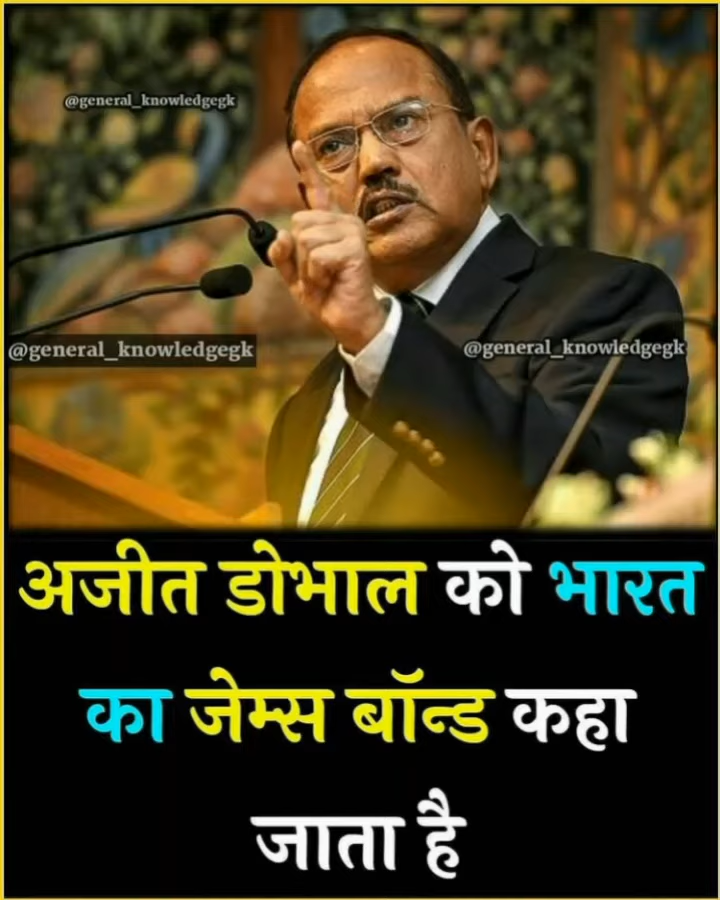 @general_knowledgegk
@general_knowledgegk
@general_knowledgegk
अजीत डोभाल को भारत
का जेम्स बॉन्ड कहा
जाता है